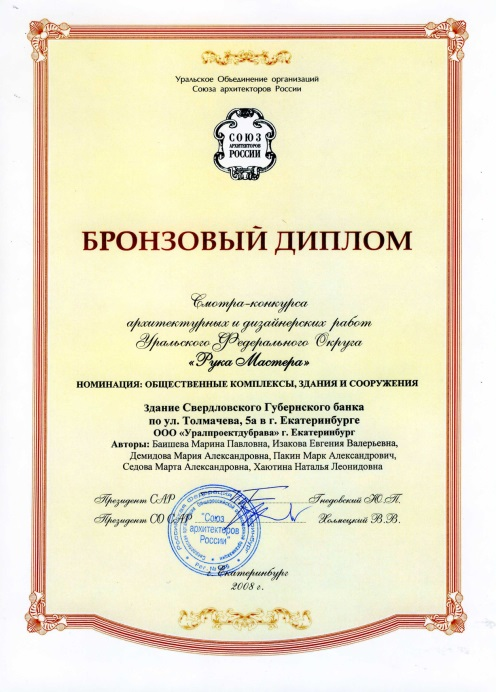 Уральское Объединение организаций
Союза архитекторов России
СОЮЗ
АРХИТЕКТОРОВ
РОССИИ
БРОНЗОВЫЙ ДИПЛОМ
Смотра-конкурса
архитектурных и дизайнерских работ
Уральского Федерального Округа
«Рука Мастера»
НОМИНАЦИЯ: ОБЩЕСТВЕННЫЕ КОМПЛЕКСЫ, ЗДАНИЯ И СООРУЖЕНИЯ
Здание Свердловского Губернского банка
по ул. Толмачева, 5а в г. Екатеринбурге
ООО «Уралпроектдубрава» г. Екатеринбург
Авторы: Баишева Марина Павловна, Изакова Евгения Валерьевна,
Демидова Мария Александровна, Пакин Марк Александрович,
Седова Марта Александровна, Хаютина Наталья Леонидовна
Президент САР Гнедовский Ю.П.
Президент СО САР Холмецкий В.В.
"Союз
архитекторов
России"
г. Екатеринбург
2008 г.